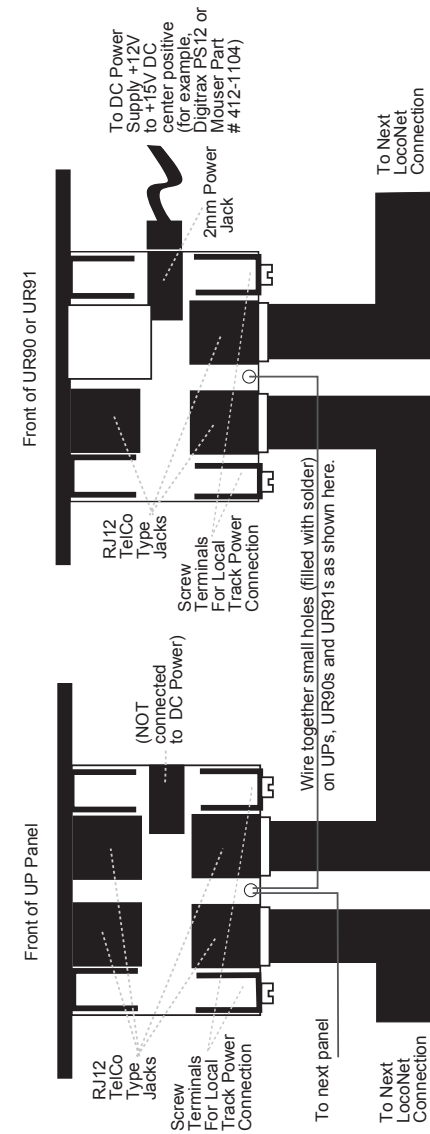 Front of UP Panel
RJ12
TelCo
Type
Jacks
(NOT
connected
to DC Power)
Screw
Terminals
For Local
Track Power
Connection
To next panel
To Next
LocoNet
Connection
Front of UR90 or UR91
RJ12
TelCo
Type
Jacks
To DC Power
Supply +12V
to +15V DC
center positive
(for example,
Digitrax PS12 or
Mouser Part
# 412-1104)
2mm Power
Jack
Screw
Terminals
For Local
Track Power
Connection
Wire together small holes (filled with solder)
on UPs, UR90s and UR91s as shown here.
To Next
LocoNet
Connection